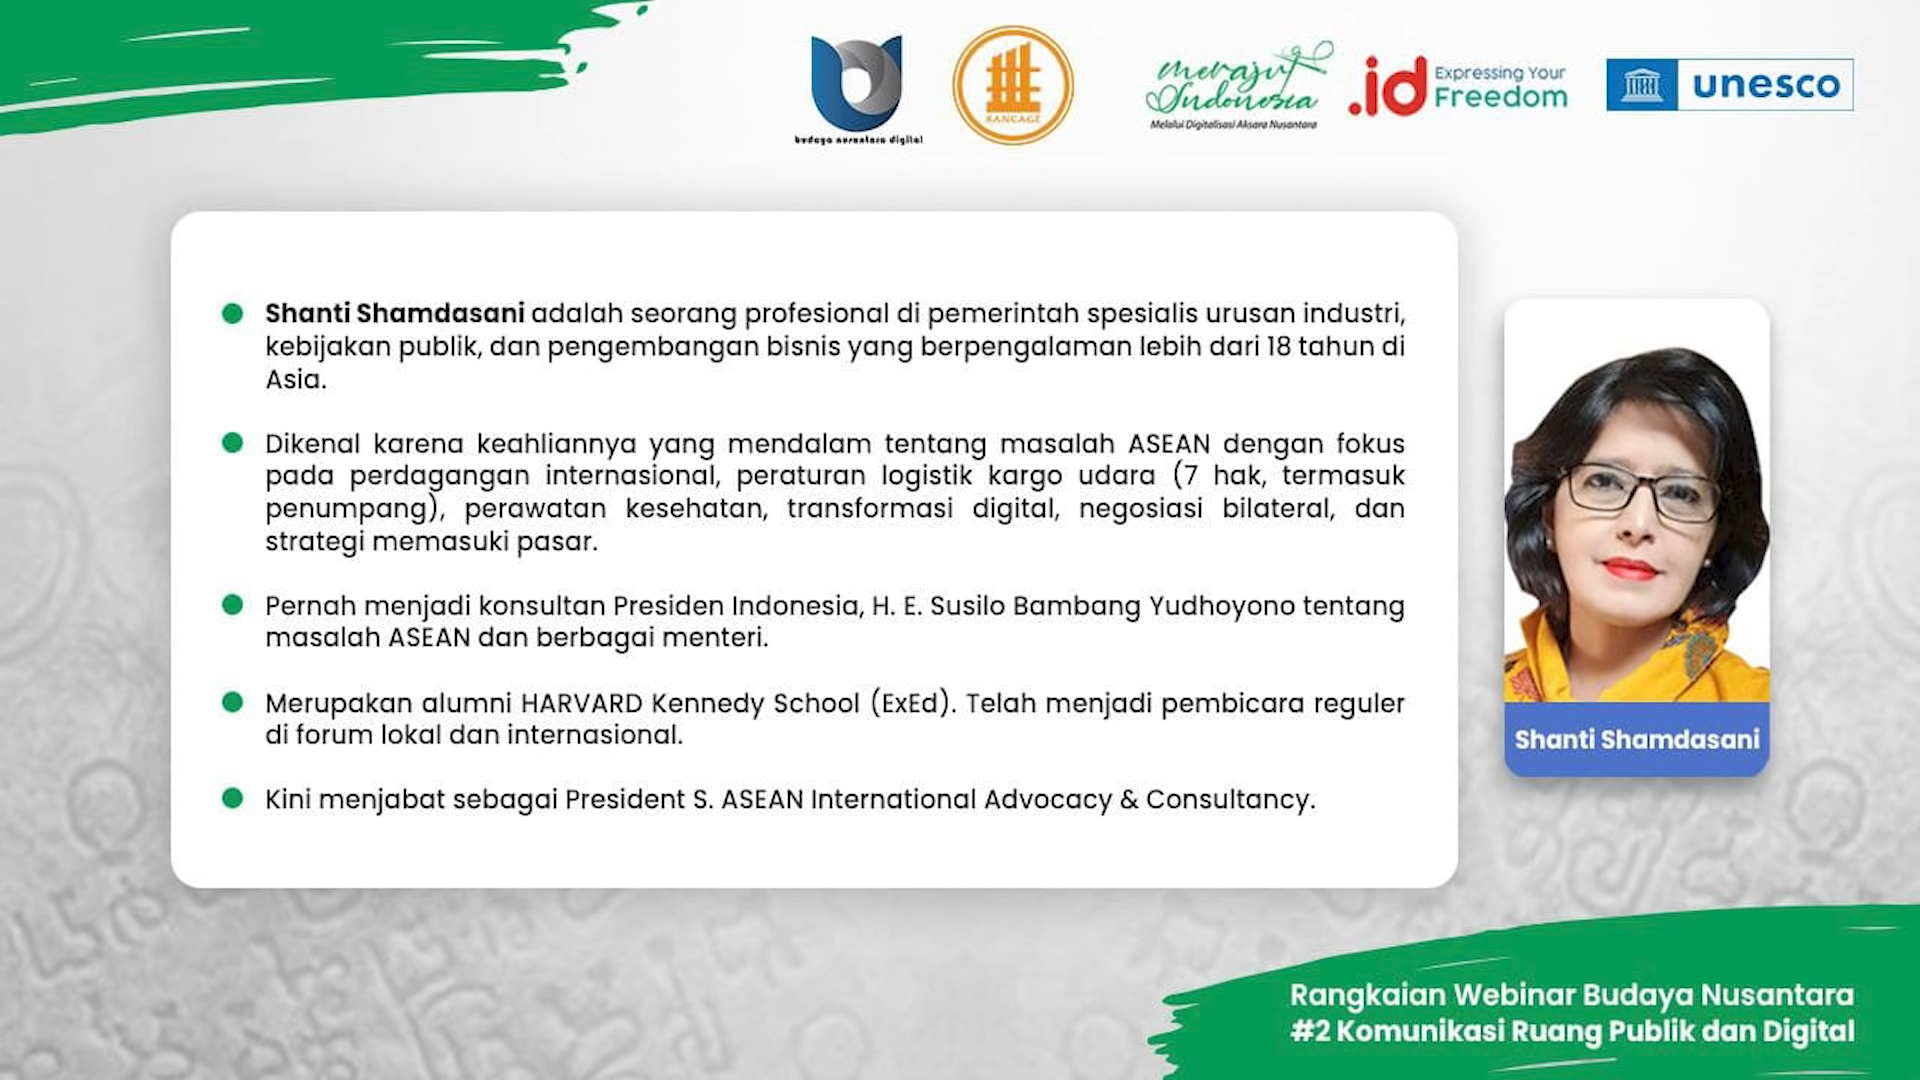 budaya nusantara digital
RANCAGE
merajut
Indonesia
Melalui Digitalisasi Aksara Nusantara
.id Expressing Your
Freedom
unesco
Shanti Shamdasani adalah seorang profesional di pemerintah spesialis urusan industri,
kebijakan publik, dan pengembangan bisnis yang berpengalaman lebih dari 18 tahun di
Asia.
Dikenal karena keahliannya yang mendalam tentang masalah ASEAN dengan fokus
pada perdagangan internasional, peraturan logistik kargo udara (7 hak, termasuk
penumpang), perawatan kesehatan, transformasi digital, negosiasi bilateral, dan
strategi memasuki pasar.
Pernah menjadi konsultan Presiden Indonesia, H. E. Susilo Bambang Yudhoyono tentang
masalah ASEAN dan berbagai menteri.
Merupakan alumni HARVARD Kennedy School (ExEd). Telah menjadi pembicara reguler
di forum lokal dan internasional.
Kini menjabat sebagai President S. ASEAN International Advocacy & Consultancy.
Shanti Shamdasani
Rangkaian Webinar Budaya Nusantara
#2 Komunikasi Ruang Publik dan Digital